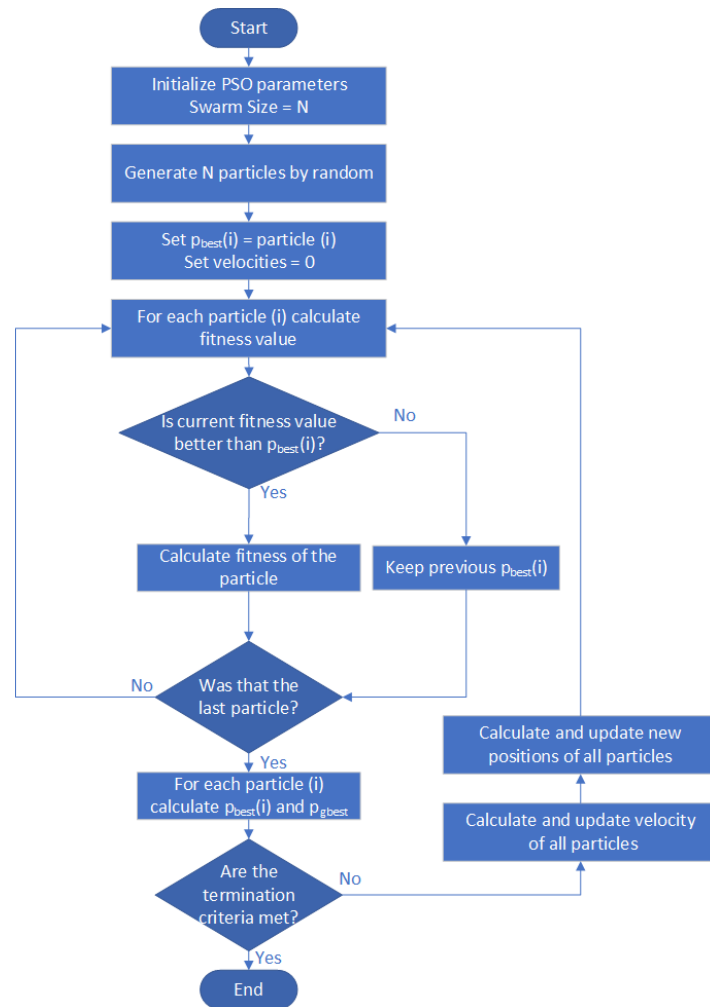 Start
Initialize PSO parameters
Swarm Size = N
Generate N particles by random
Set pbest(i) = particle (i)
Set velocities = 0
For each particle (i) calculate
fitness value
Is current fitness value
better than pbest(i)?
No
Yes
Calculate fitness of the
particle
Keep previous pbest(i)
No
Was that the
last particle?
Yes
For each particle (i)
calculate pbest(i) and pgbest
Calculate and update new
positions of all particles
Calculate and update velocity
of all particles
Are the
termination
criteria met?
No
Yes
End